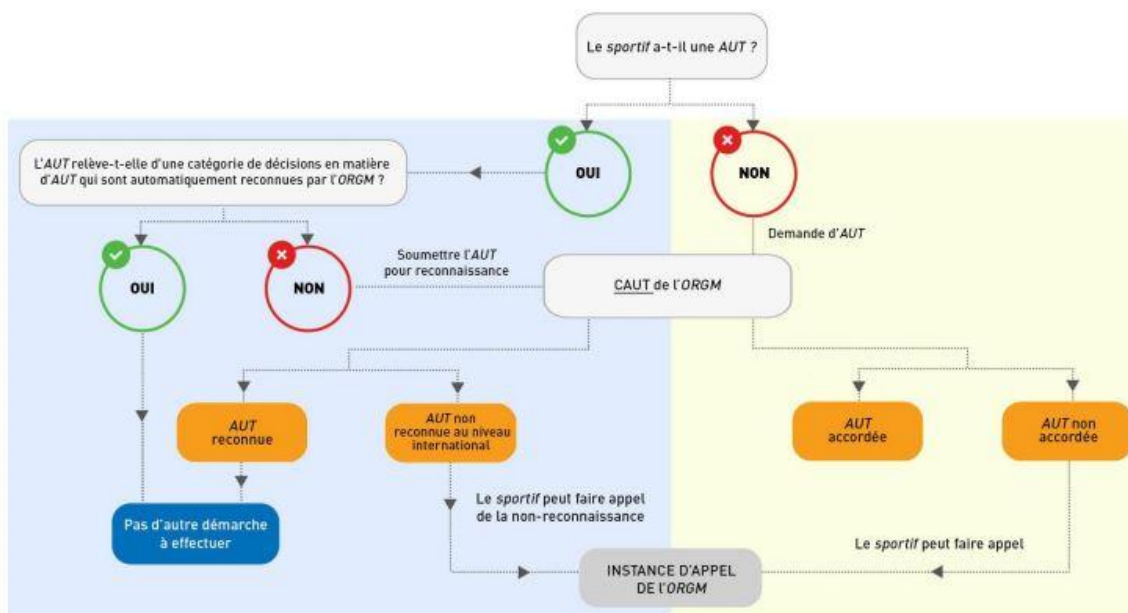 Le sportif a-t-il une AUT ?
L'AUT relève-t-elle d'une catégorie de décisions en matière
d'AUT qui sont automatiquement reconnues par l'ORGM ?
OUI
NON
Demande d'AUT
OUI
NON
Soumettre l'AUT
pour reconnaissance
CAUT de l'ORGM
AUT
reconnue
AUT non
reconnue au niveau
international
AUT
accordée
AUT non
accordée
Pas d'autre démarche
à effectuer
Le sportif peut faire appel
de la non-reconnaissance
Le sportif peut faire appel
INSTANCE D'APPEL
DE L'ORGM